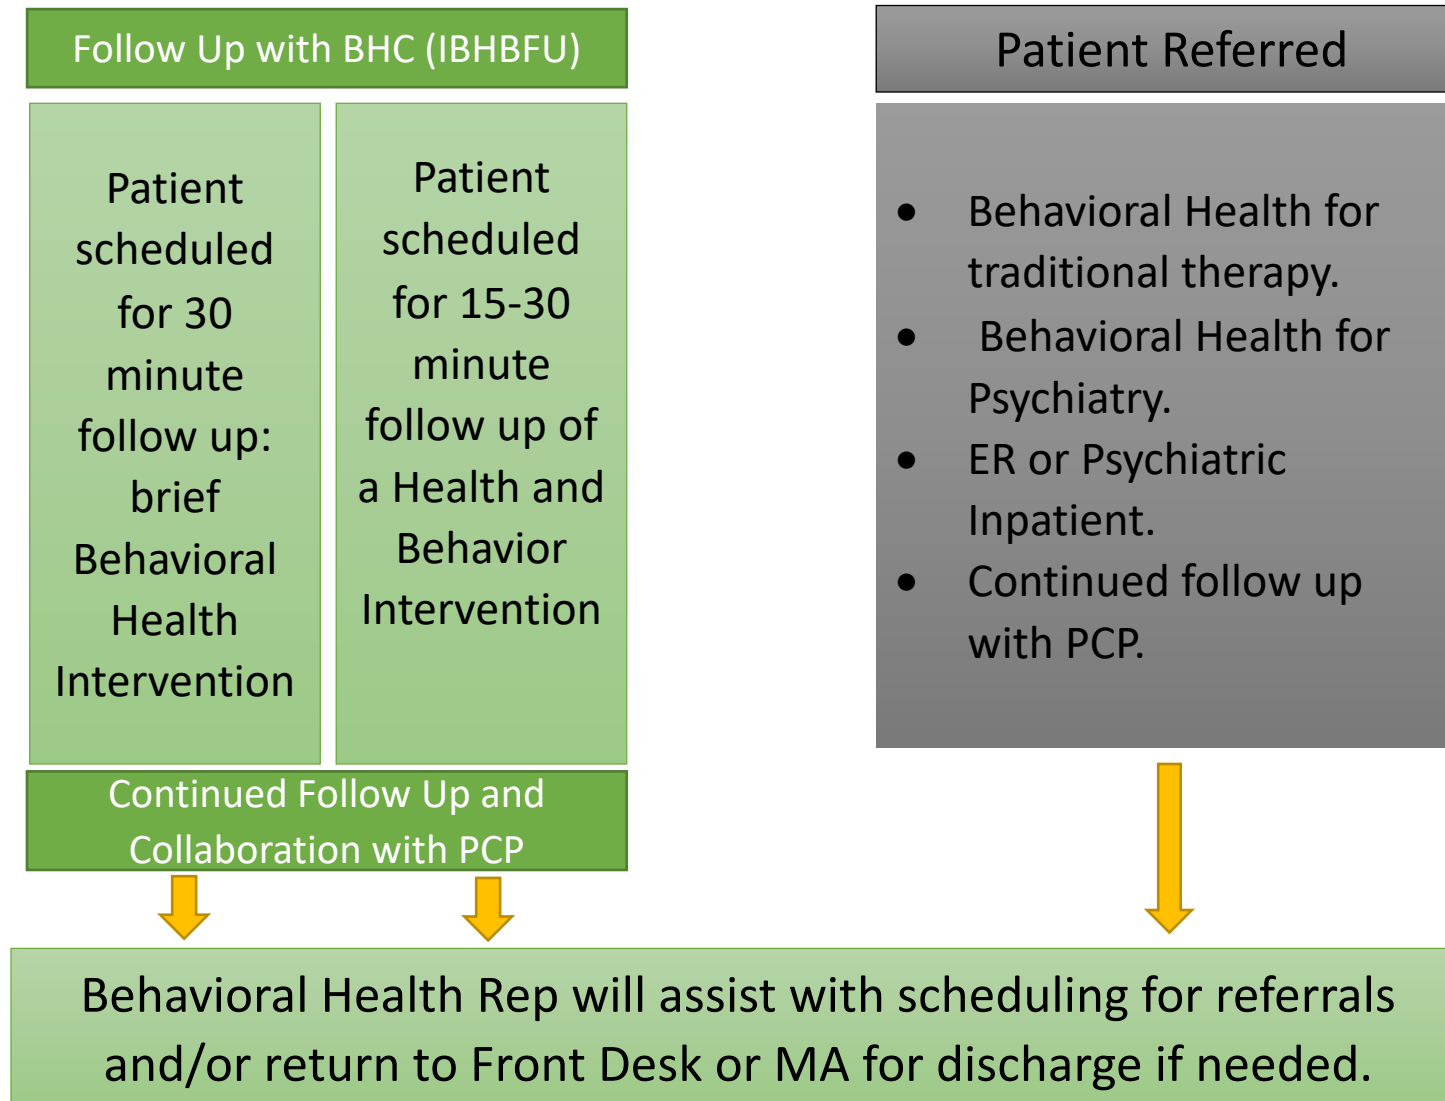 Follow Up with BHC (IBHBFU)
Patient
scheduled
for 30
minute
follow up:
brief
Behavioral
Health
Intervention
Patient
scheduled
for 15-30
minute
follow up of
a Health and
Behavior
Intervention
Continued Follow Up and
Collaboration with PCP
Patient Referred
• Behavioral Health for
traditional therapy.
• Behavioral Health for
Psychiatry.
• ER or Psychiatric
Inpatient.
• Continued follow up
with PCP.
Behavioral Health Rep will assist with scheduling for referrals
and/or return to Front Desk or MA for discharge if needed.